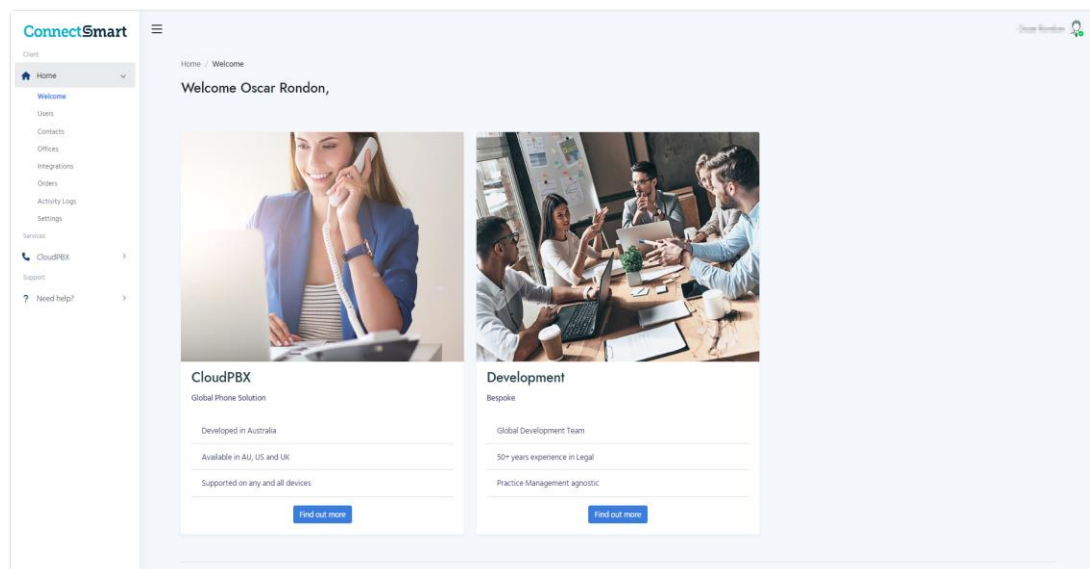 ConnectSmart
Oscar Rondon
Client
Home
Welcome
Users
Contacts
Offices
Integrations
Orders
Activity Logs
Settings
Services
CloudPBX
Support
? Need help?
Home / Welcome
Welcome Oscar Rondon,
CloudPBX
Global Phone Solution
Developed in Australia
Available in AU, US and UK
Supported on any and all devices
Find out more
Development
Bespoke
Global Development Team
50+ years experience in Legal
Practice Management agnostic
Find out more